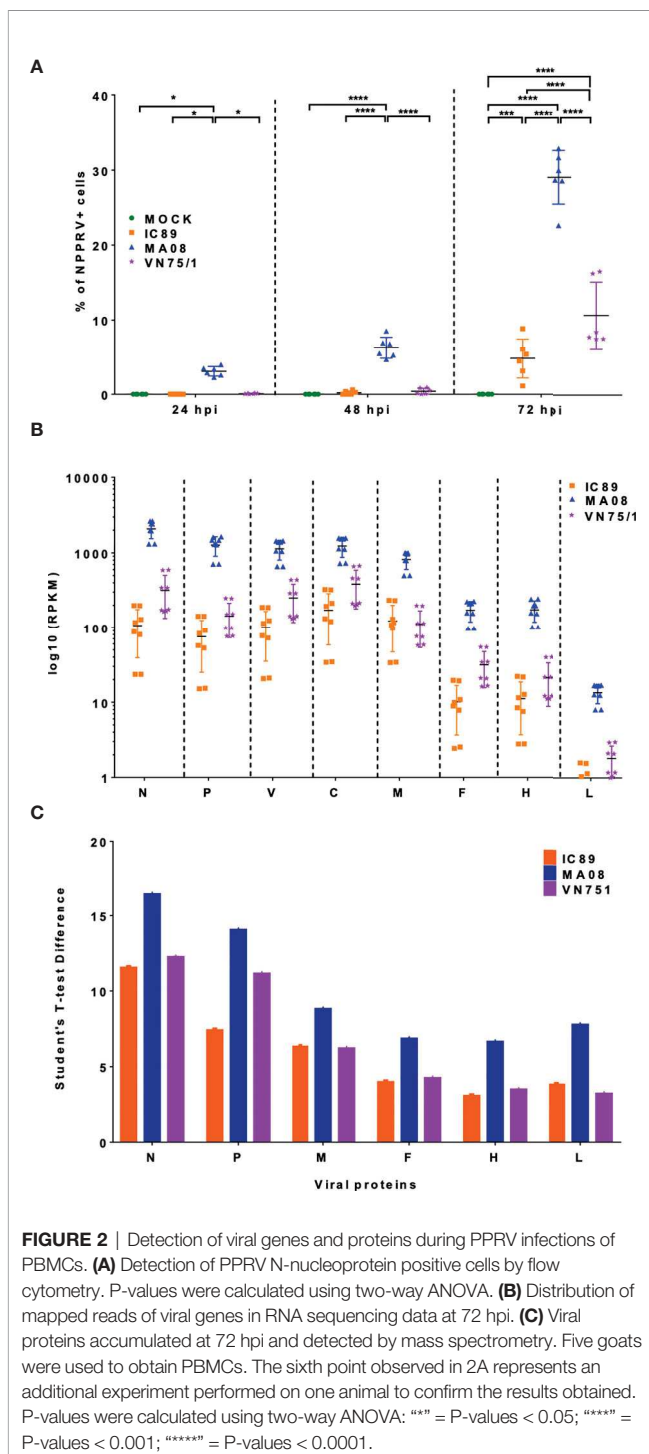 A
* * *
**** **** ****
**** **** **** *** **** ****
40
30
20
10
0
% of NPPRV+ cells
MOCK
IC89
MA08
VN75/1
24 hpi 48 hpi 72 hpi
B
10000
1000
100
10
1
log10 (RPKM)
IC89
MA08
VN75/1
N P V C M F H L
C
20
15
10
5
0
Student's T-test Difference
IC89
MA08
VN751
N P M F H L
Viral proteins
FIGURE 2 | Detection of viral genes and proteins during PPRV infections of
PBMCs. (A) Detection of PPRV N-nucleoprotein positive cells by flow
cytometry. P-values were calculated using two-way ANOVA. (B) Distribution of
mapped reads of viral genes in RNA sequencing data at 72 hpi. (C) Viral
proteins accumulated at 72 hpi and detected by mass spectrometry. Five goats
were used to obtain PBMCs. The sixth point observed in 2A represents an
additional experiment performed on one animal to confirm the results obtained.
P-values were calculated using two-way ANOVA: “*” = P-values < 0.05; “***” =
P-values < 0.001; “****” = P-values < 0.0001.